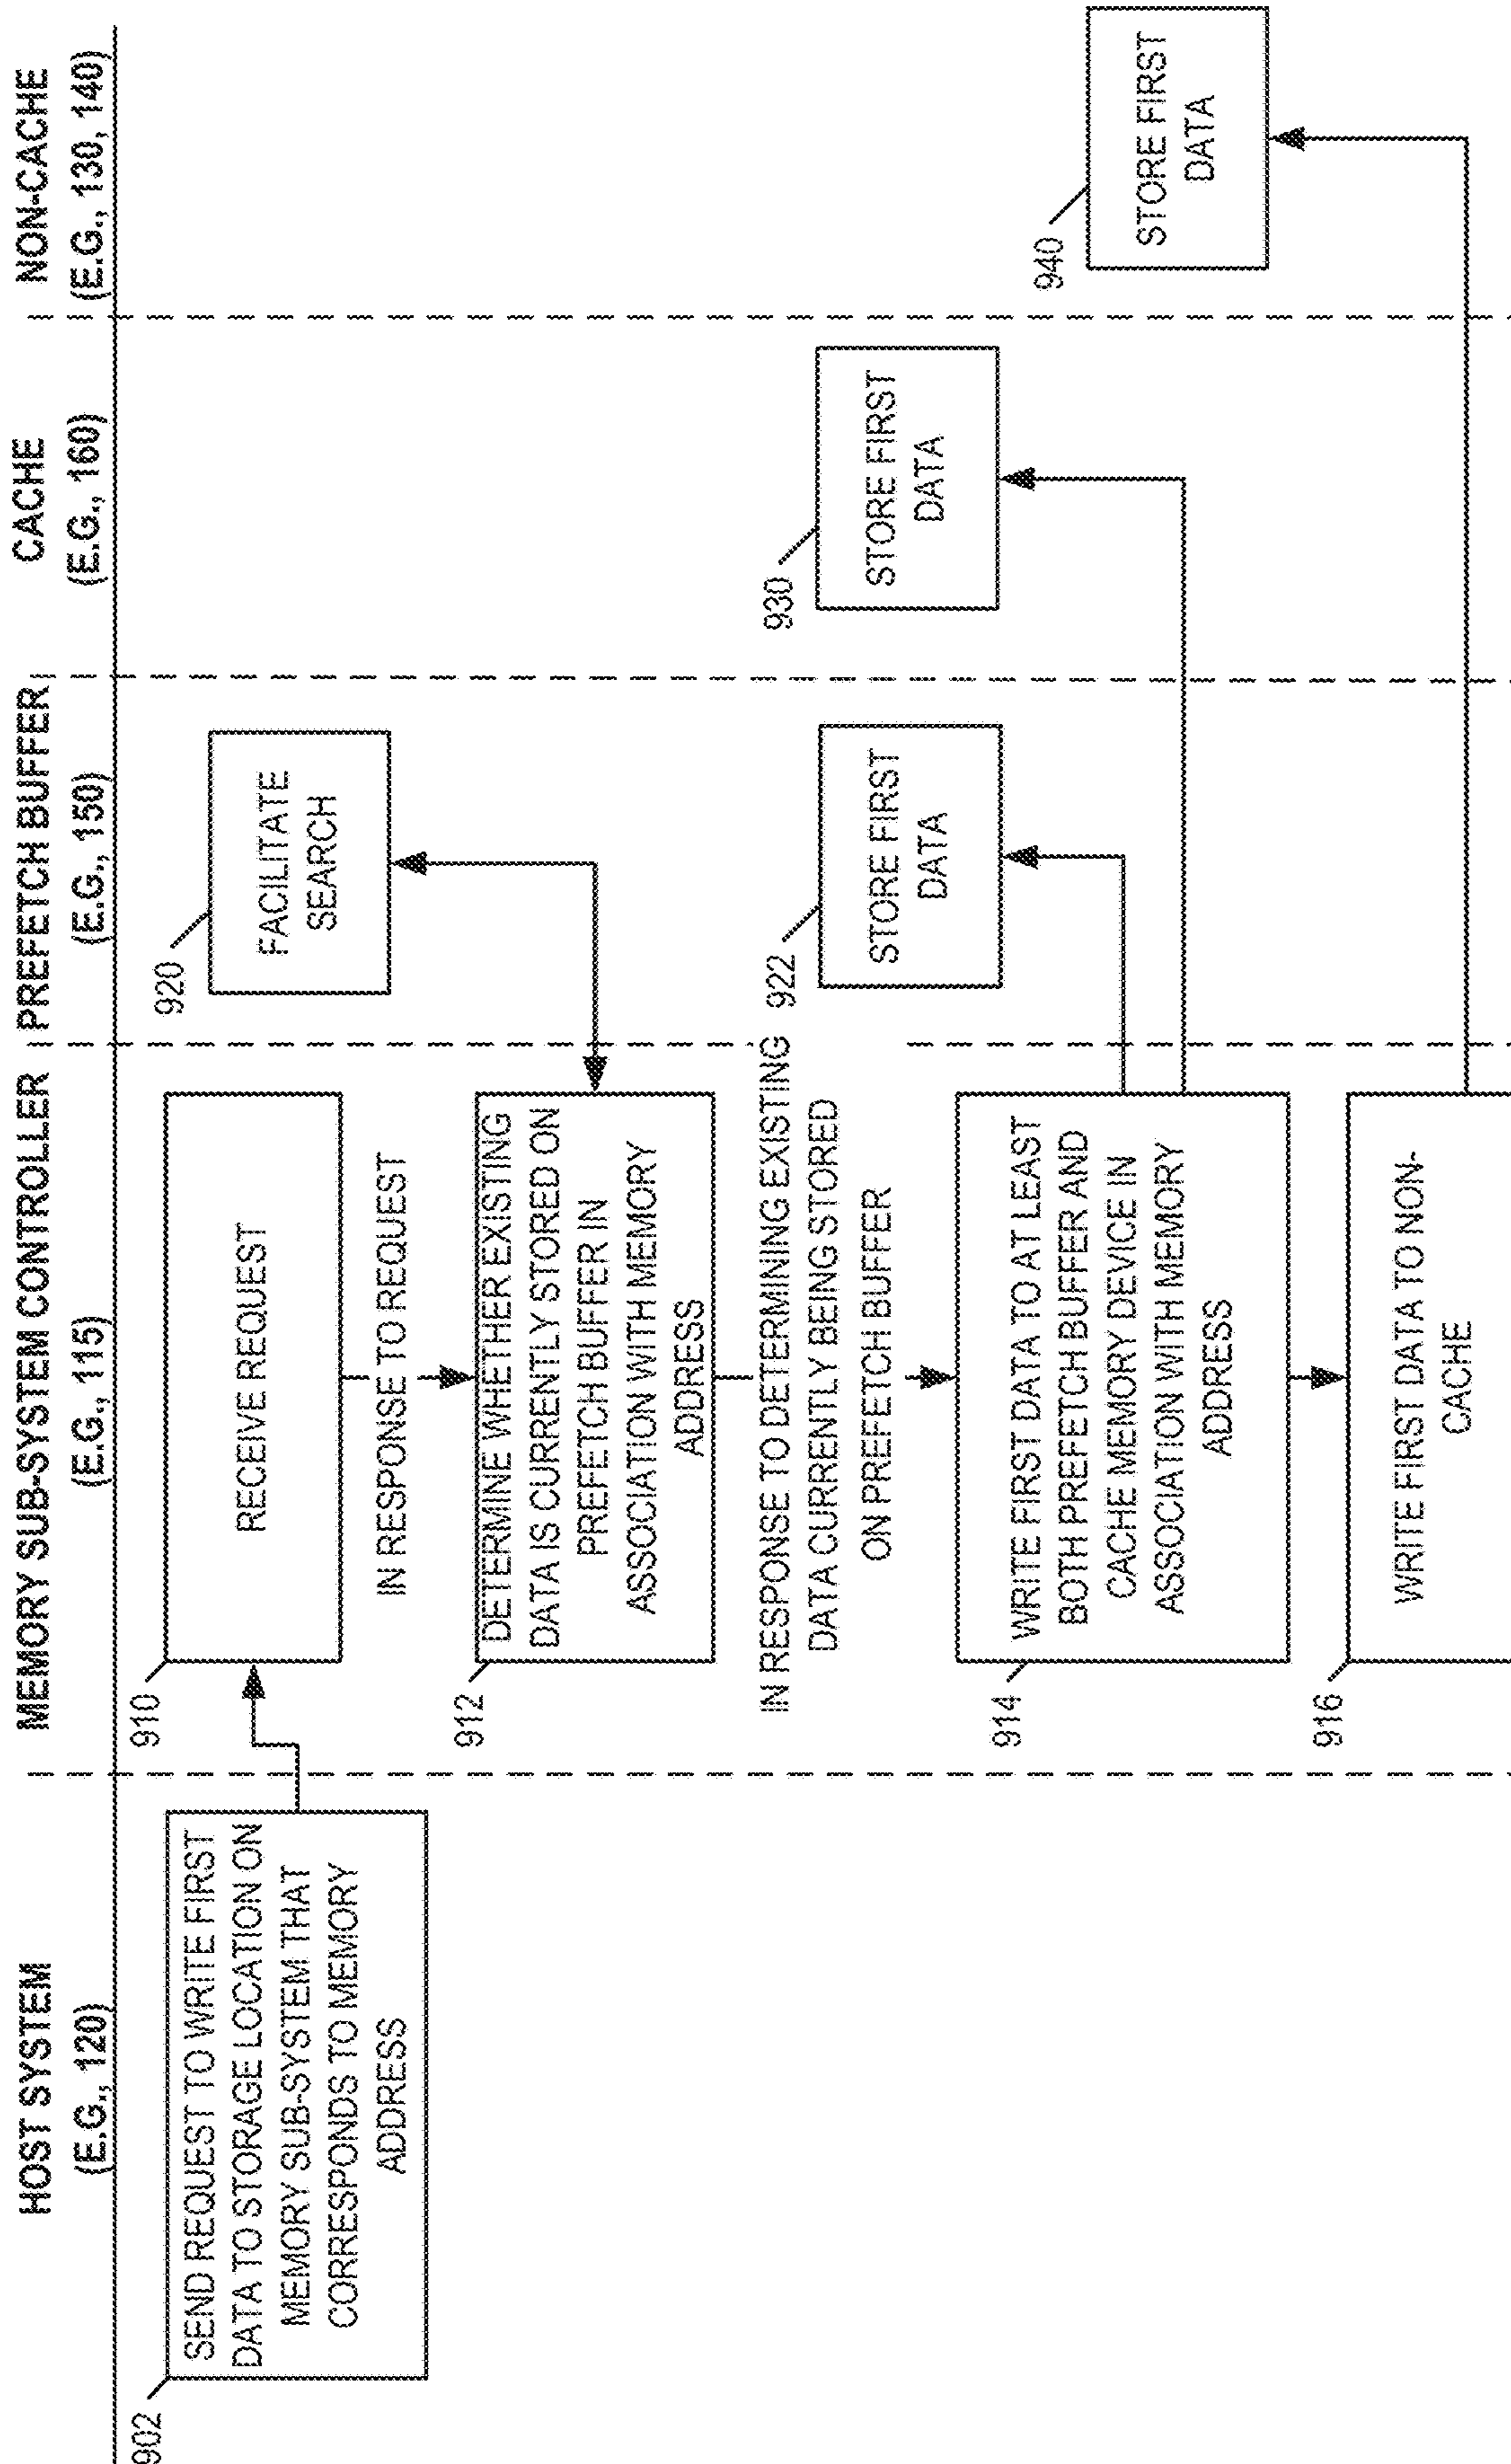 HOST SYSTEM
(E.G., 120)
MEMORY SUB-SYSTEM CONTROLLER
(E.G., 115)
PREFETCH BUFFER
(E.G., 150)
CACHE
(E.G., 160)
NON-CACHE
(E.G., 130, 140)
902
SEND REQUEST TO WRITE FIRST
DATA TO STORAGE LOCATION ON
MEMORY SUB-SYSTEM THAT
CORRESPONDS TO MEMORY
ADDRESS
910
RECEIVE REQUEST
IN RESPONSE TO REQUEST
920
FACILITATE
SEARCH
912
DETERMINE WHETHER EXISTING
DATA IS CURRENTLY STORED ON
PREFETCH BUFFER IN
ASSOCIATION WITH MEMORY
ADDRESS
IN RESPONSE TO DETERMINING EXISTING
DATA CURRENTLY BEING STORED
ON PREFETCH BUFFER
922
STORE FIRST
DATA
930
STORE FIRST
DATA
914
WRITE FIRST DATA TO AT LEAST
BOTH PREFETCH BUFFER AND
CACHE MEMORY DEVICE IN
ASSOCIATION WITH MEMORY
ADDRESS
940
STORE FIRST
DATA
916
WRITE FIRST DATA TO NON-
CACHE